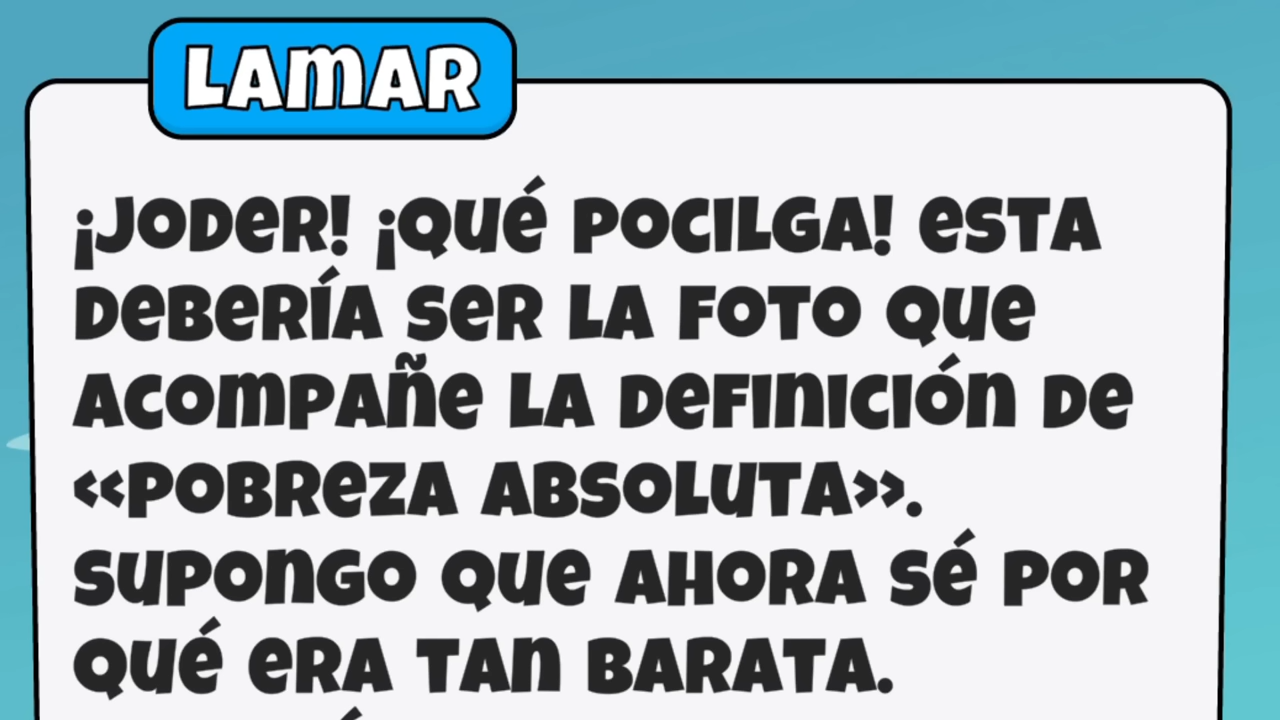 LAMAR
¡Joder! ¡Qué pocilga! Esta
debería ser la foto que
acompañe la definición de
<<pobreza absoluta>>.
Supongo que ahora sé por
qué era tan barata.